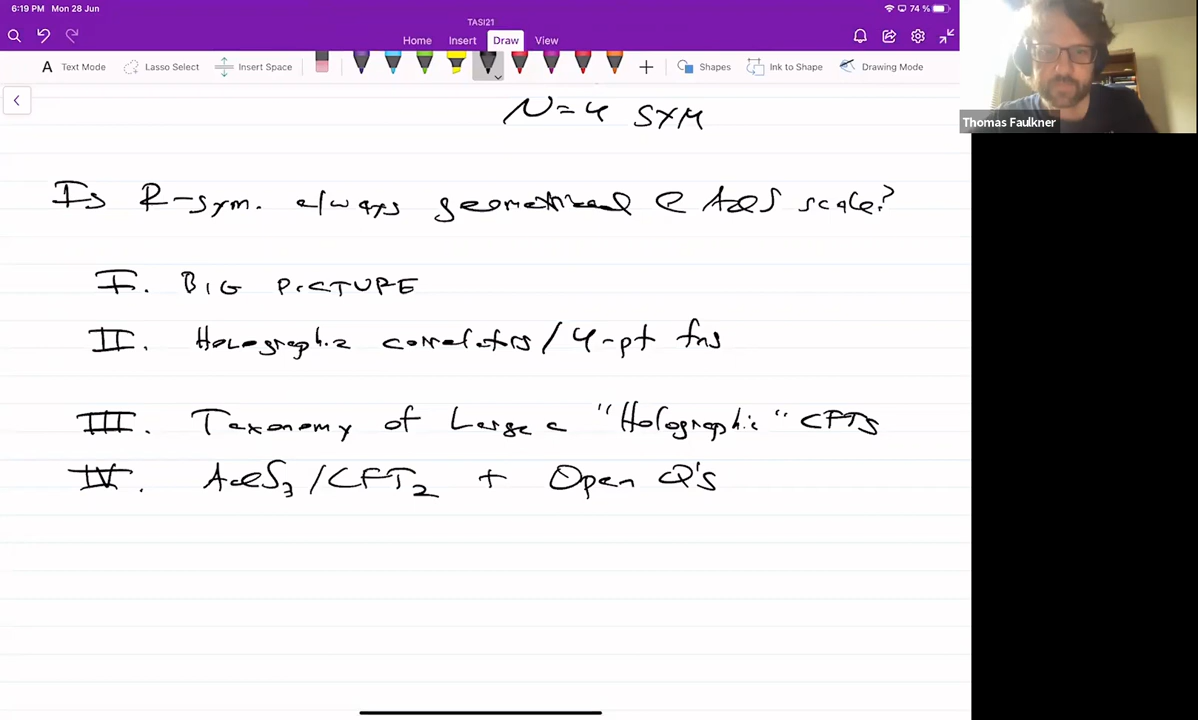 6:19 PM Mon 28 Jun
74 %
TASI21
Home Insert Draw View
A Text Mode Lasso Select Insert Space Shapes Ink to Shape Drawing Mode
Thomas Faulkner
N=4 SYM
Is R-sym. always geometrized @ AdS scale?
I. BIG PICTURE
II. Holographic correlators / 4-pt fns
III. Taxonomy of Large c "Holographic" CFTs
IV. AdS₃/CFT₂ + Open Q's